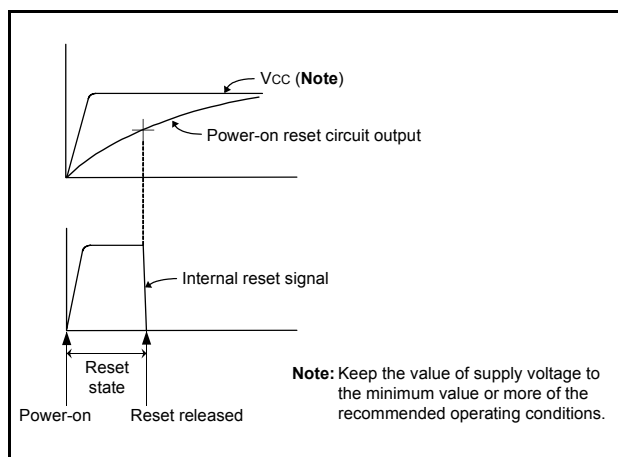 Vcc (Note)
Power-on reset circuit output
Internal reset signal
Reset
state
Power-on
Reset released
Note: Keep the value of supply voltage to
the minimum value or more of the
recommended operating conditions.